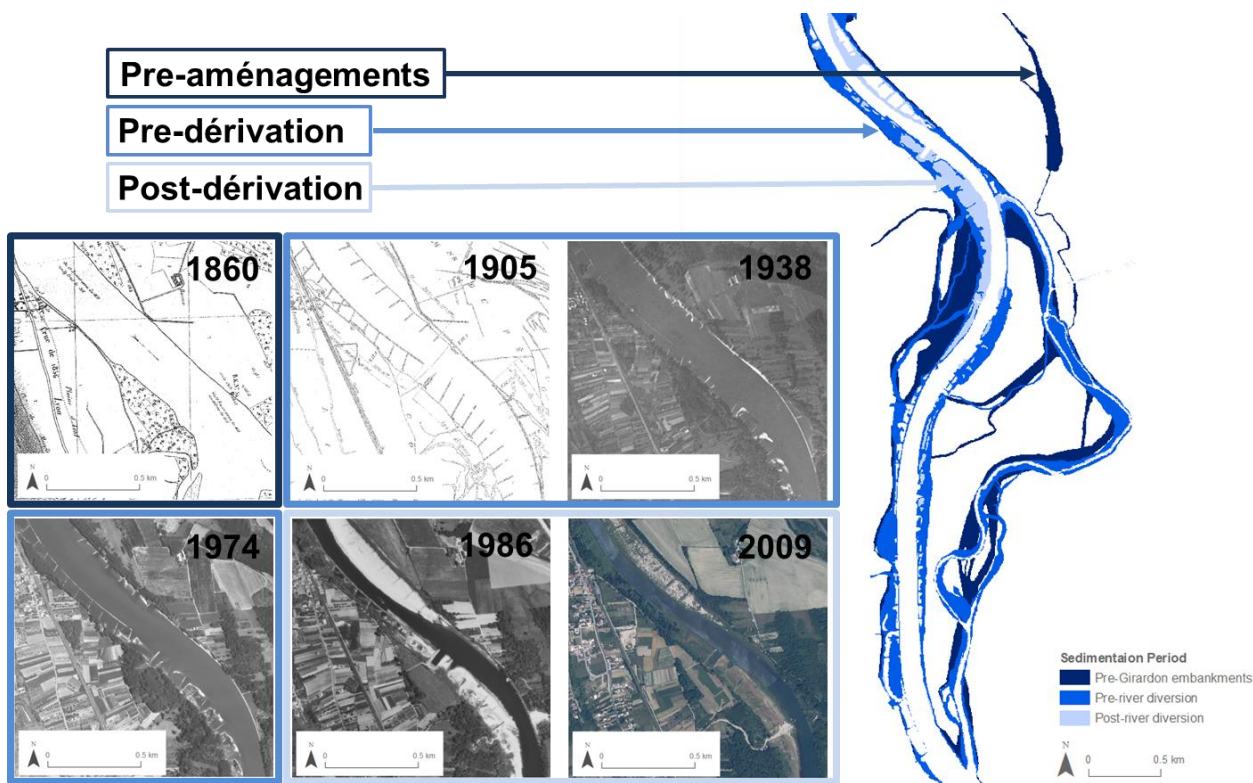 Pre-aménagements
Pre-dérivation
Post-dérivation
1860
N
0.5 km
0
1905
N
0.5 km
0
1938
N
0.5 km
0
1974
N
0.5 km
0
1986
N
0.5 km
0
2009
N
0.5 km
0
Sedimentaion Period
Pre-Girardon embankments
Pre-river diversion
Post-river diversion
N
0.5 km
0